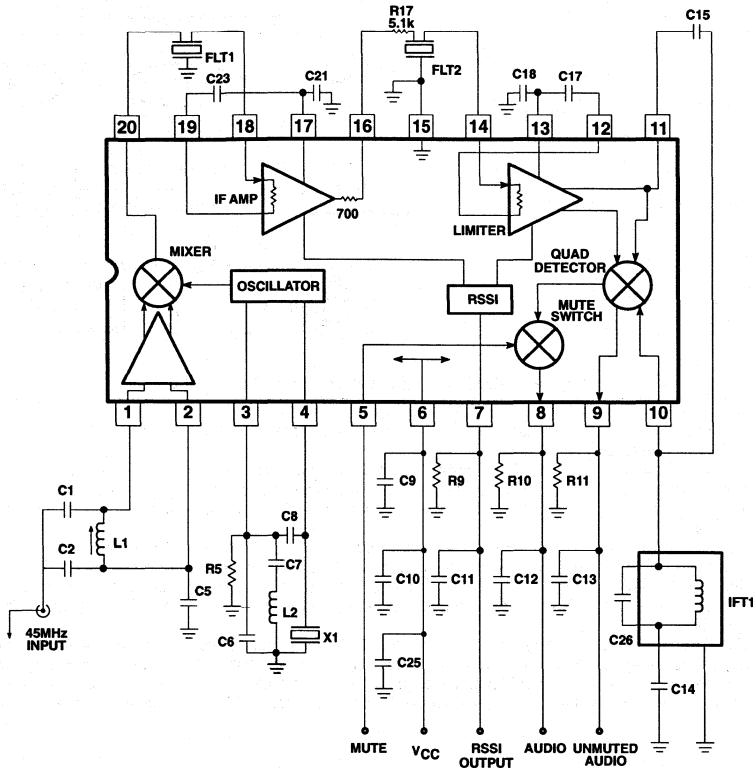 R17
5.1k
C15
FLT1
FLT2
C23
C21
C18
C17
20
19
18
17
16
15
14
13
12
11
IF AMP
700
LIMITER
MIXER
QUAD
DETECTOR
OSCILLATOR
RSSI
MUTE
SWITCH
1
2
3
4
5
6
7
8
9
10
C1
L1
C2
C5
45MHz
INPUT
R5
C8
C7
L2
C6
X1
C9
R9
R10
R11
C10
C11
C12
C13
C25
IFT1
C26
C14
MUTE
VCC
RSSI
OUTPUT
AUDIO
UNMUTED
AUDIO